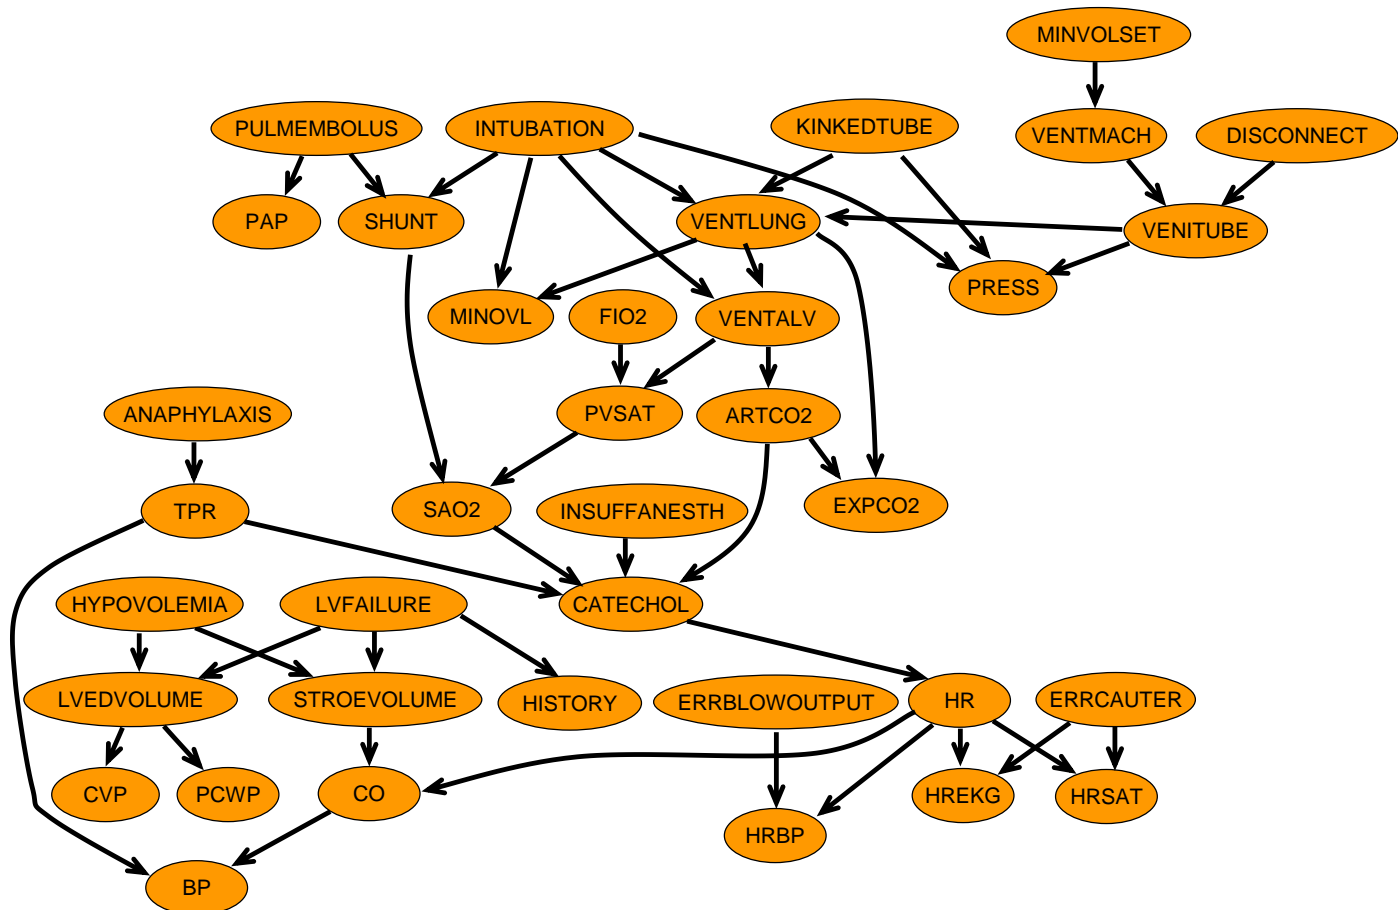 MINVOLSET
PULMEMBOLUS
INTUBATION
KINKEDTUBE
VENTMACH
DISCONNECT
PAP
SHUNT
VENTLUNG
VENITUBE
PRESS
MINOVL
FIO2
VENTALV
ANAPHYLAXIS
PVSAT
ARTCO2
TPR
SAO2
INSUFFANESTH
EXPCO2
HYPOVOLEMIA
LVFAILURE
CATECHOL
LVEDVOLUME
STROEVOLUME
HISTORY
ERRBLOWOUTPUT
HR
ERRCAUTER
CVP
PCWP
CO
HREKG
HRSAT
HRBP
BP